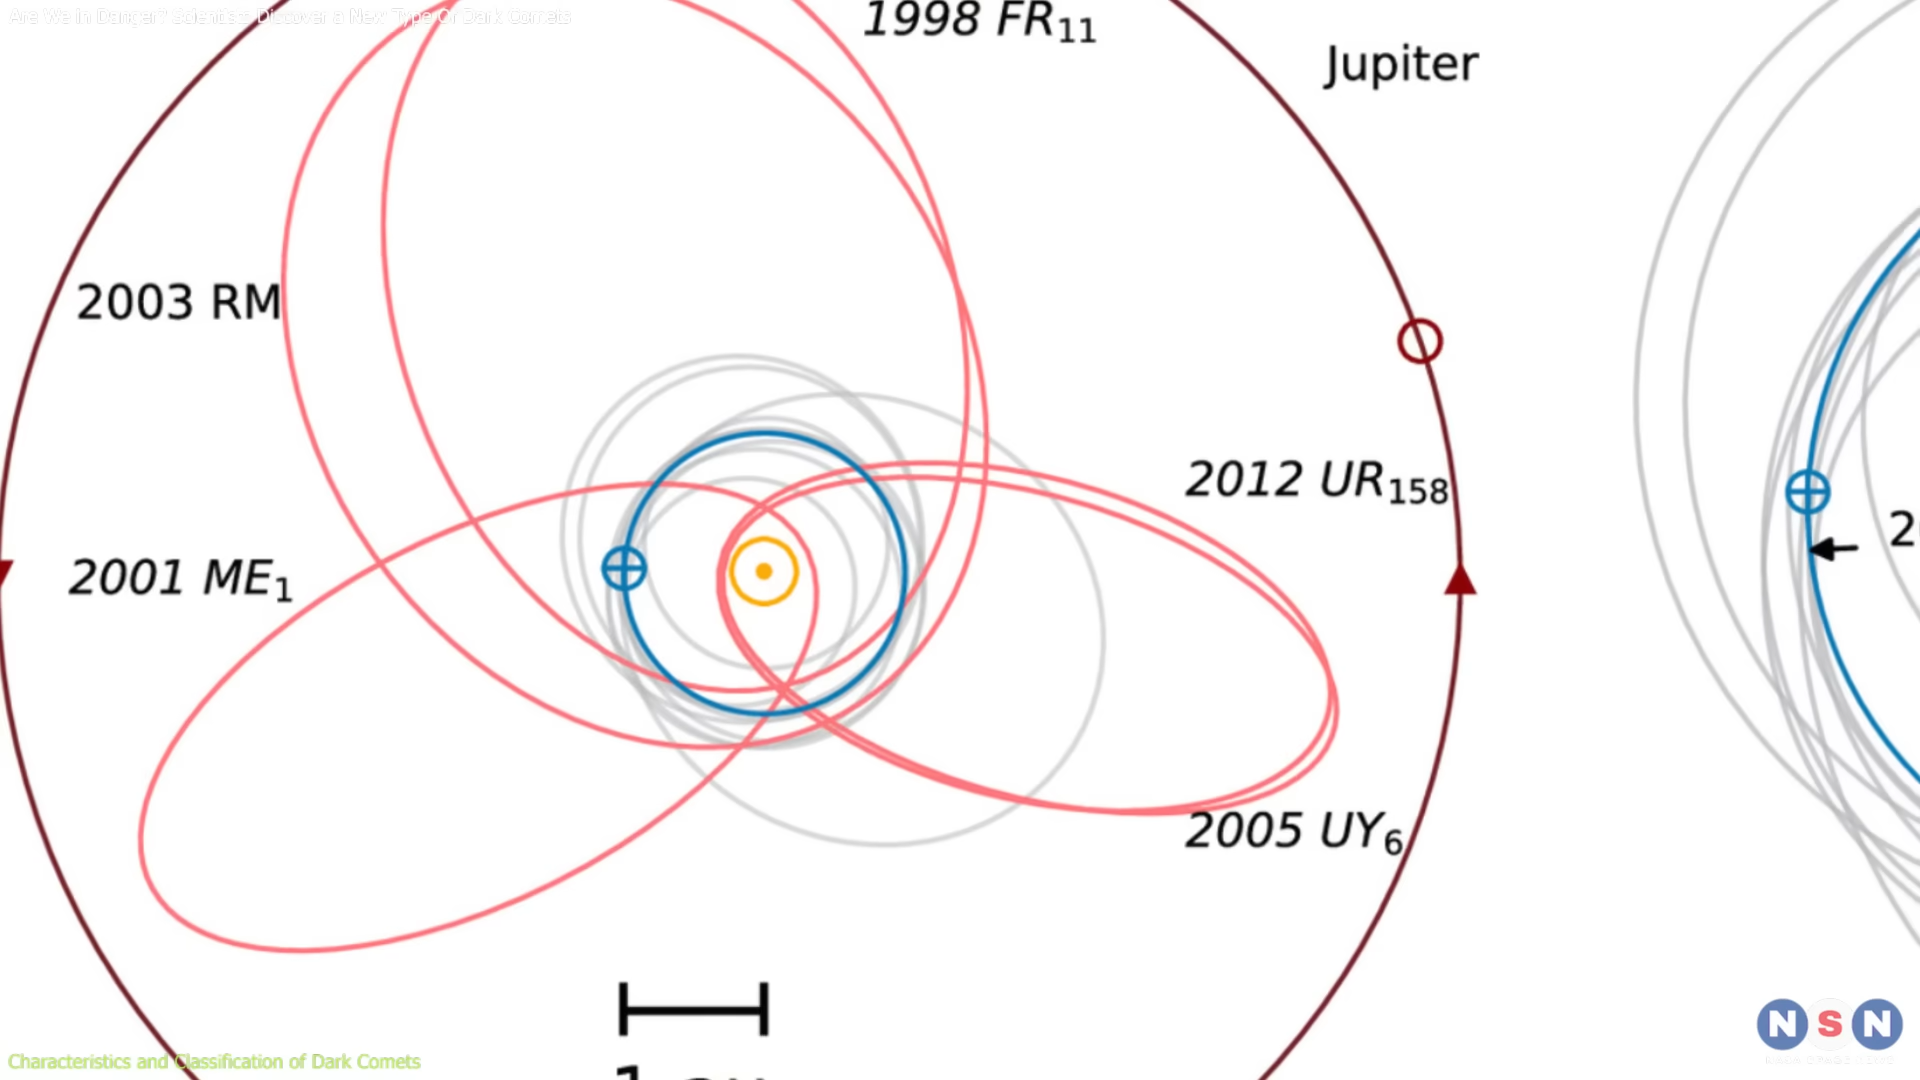 Are We in Danger? Scientists Discover a New Type Of Dark Comets
1998 FR11
Jupiter
2003 RM
2012 UR158
2001 ME1
2005 UY6
NSN
Characteristics and Classification of Dark Comets